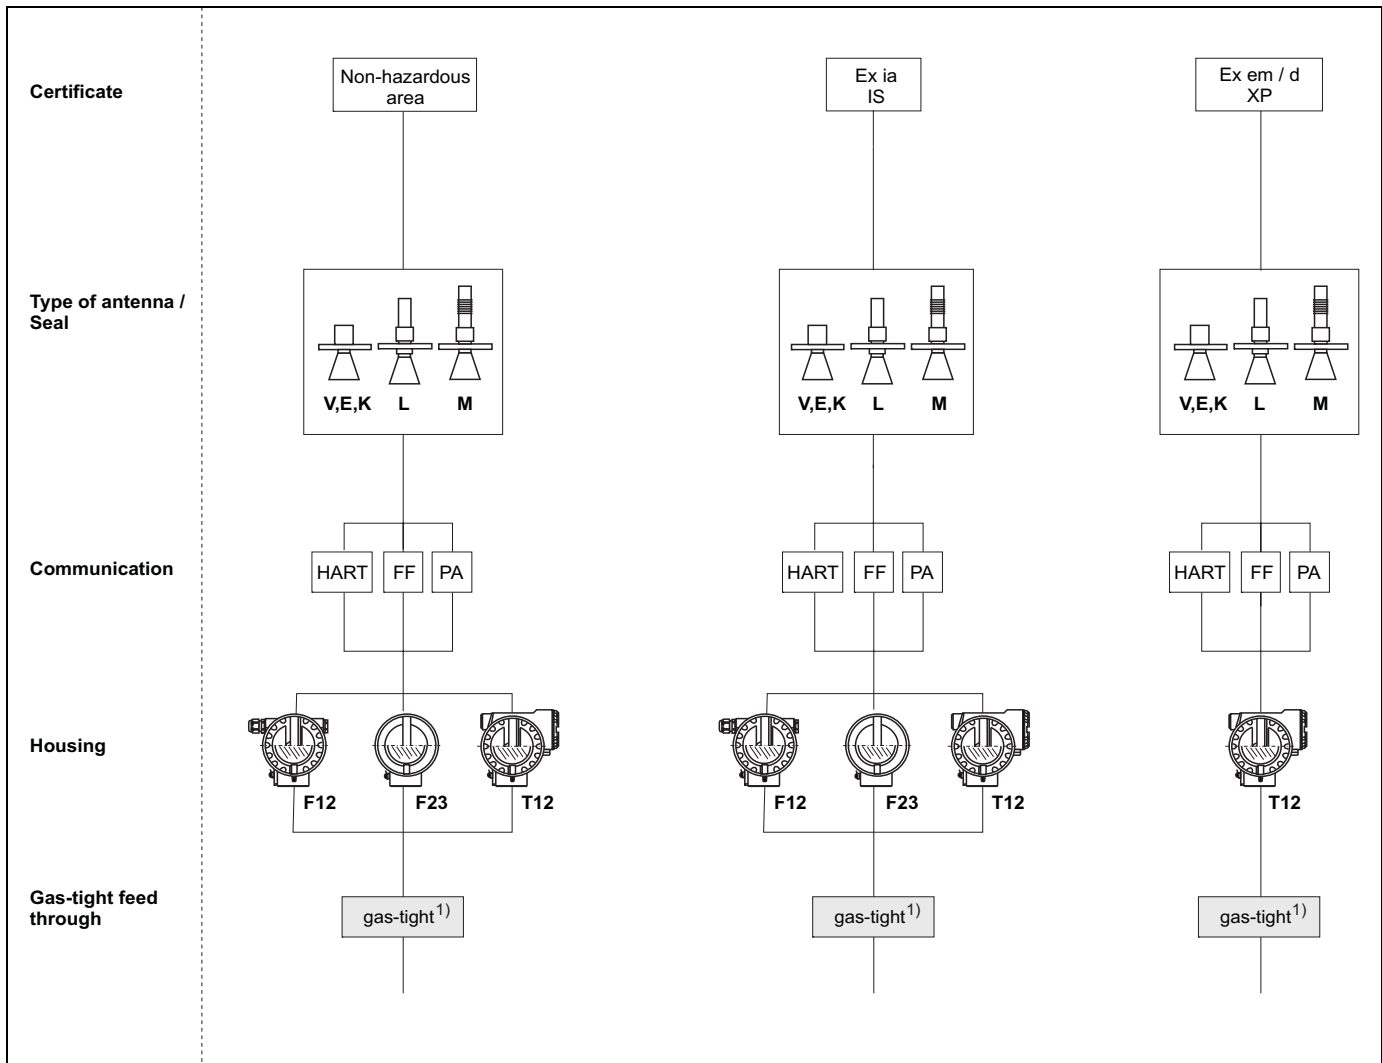 Certificate
Non-hazardous
area
Ex ia
IS
Ex em / d
XP
Type of antenna /
Seal
V,E,K L M
V,E,K L M
V,E,K L M
Communication
HART FF PA
HART FF PA
HART FF PA
Housing
F12 F23 T12
F12 F23 T12
T12
Gas-tight feed
through
gas-tight1)
gas-tight1)
gas-tight1)